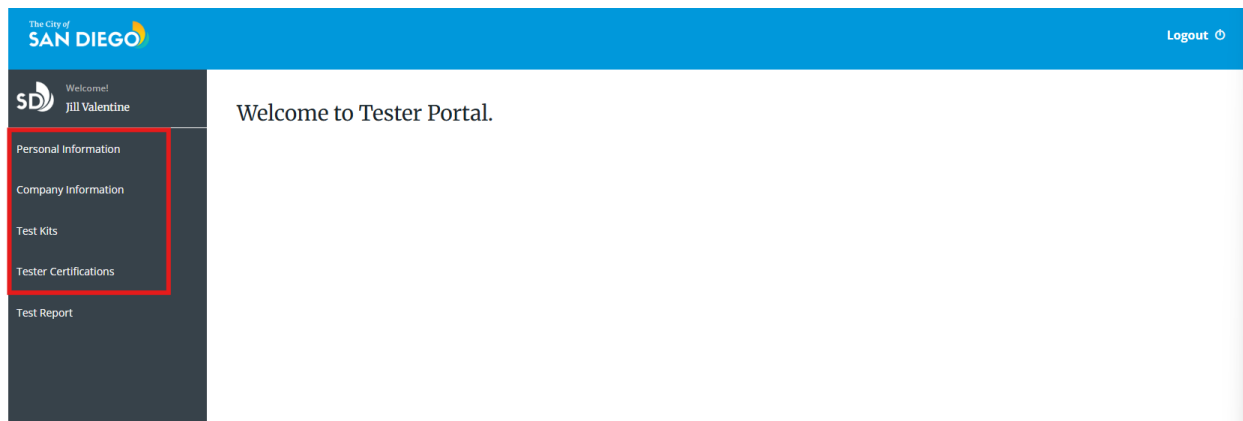 The City of
SAN DIEGO
Logout
SD
Welcome!
Jill Valentine
Welcome to Tester Portal.
Personal Information
Company Information
Test Kits
Tester Certifications
Test Report